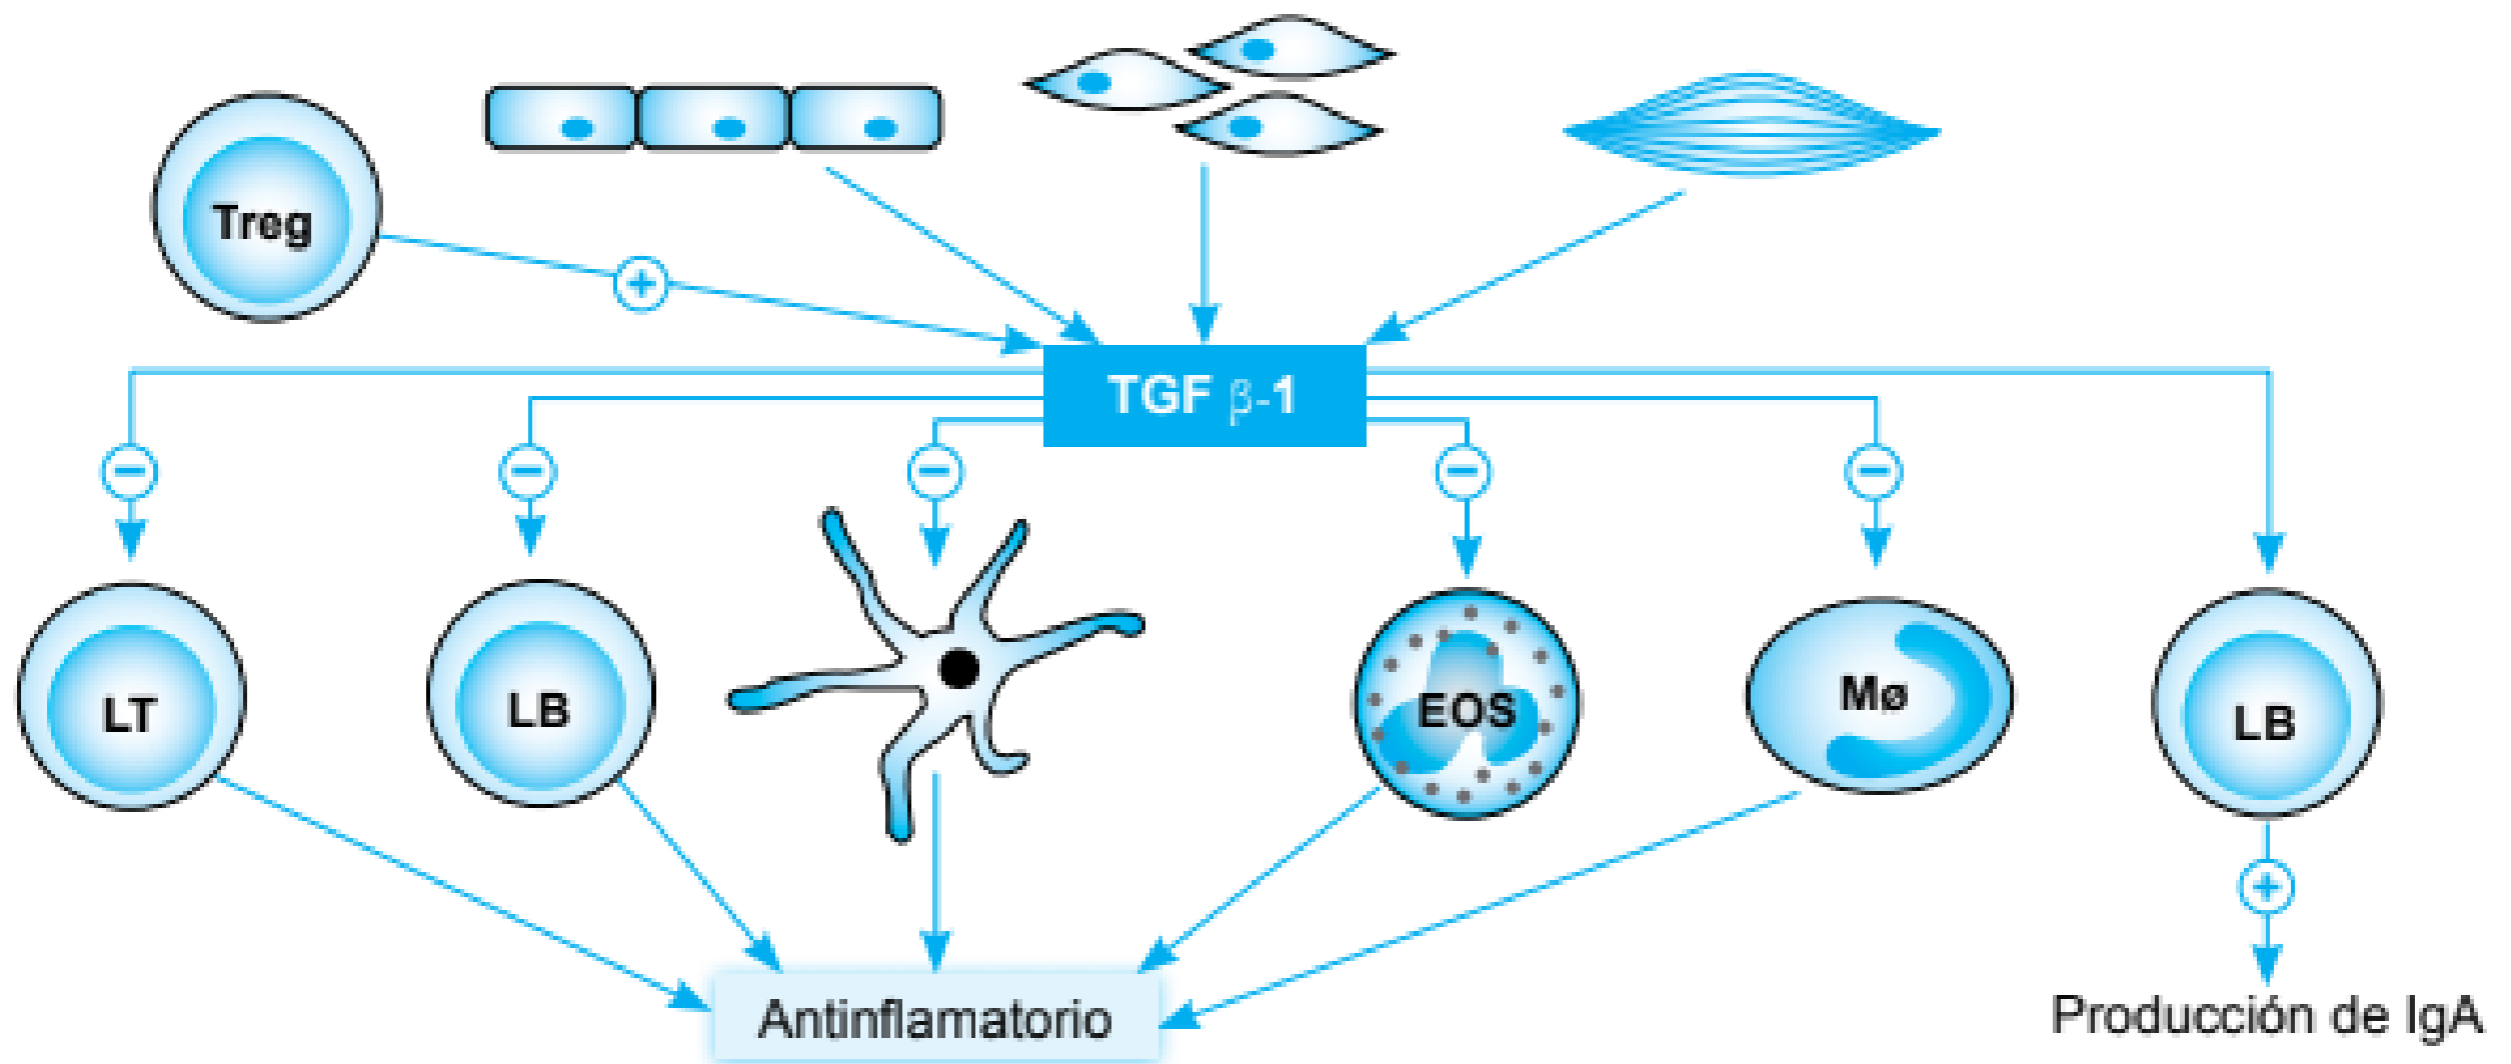 Treg
+
TGF β-1
− − − − −
LT
LB
EOS
Mø
LB
+
Antinflamatorio
Producción de IgA